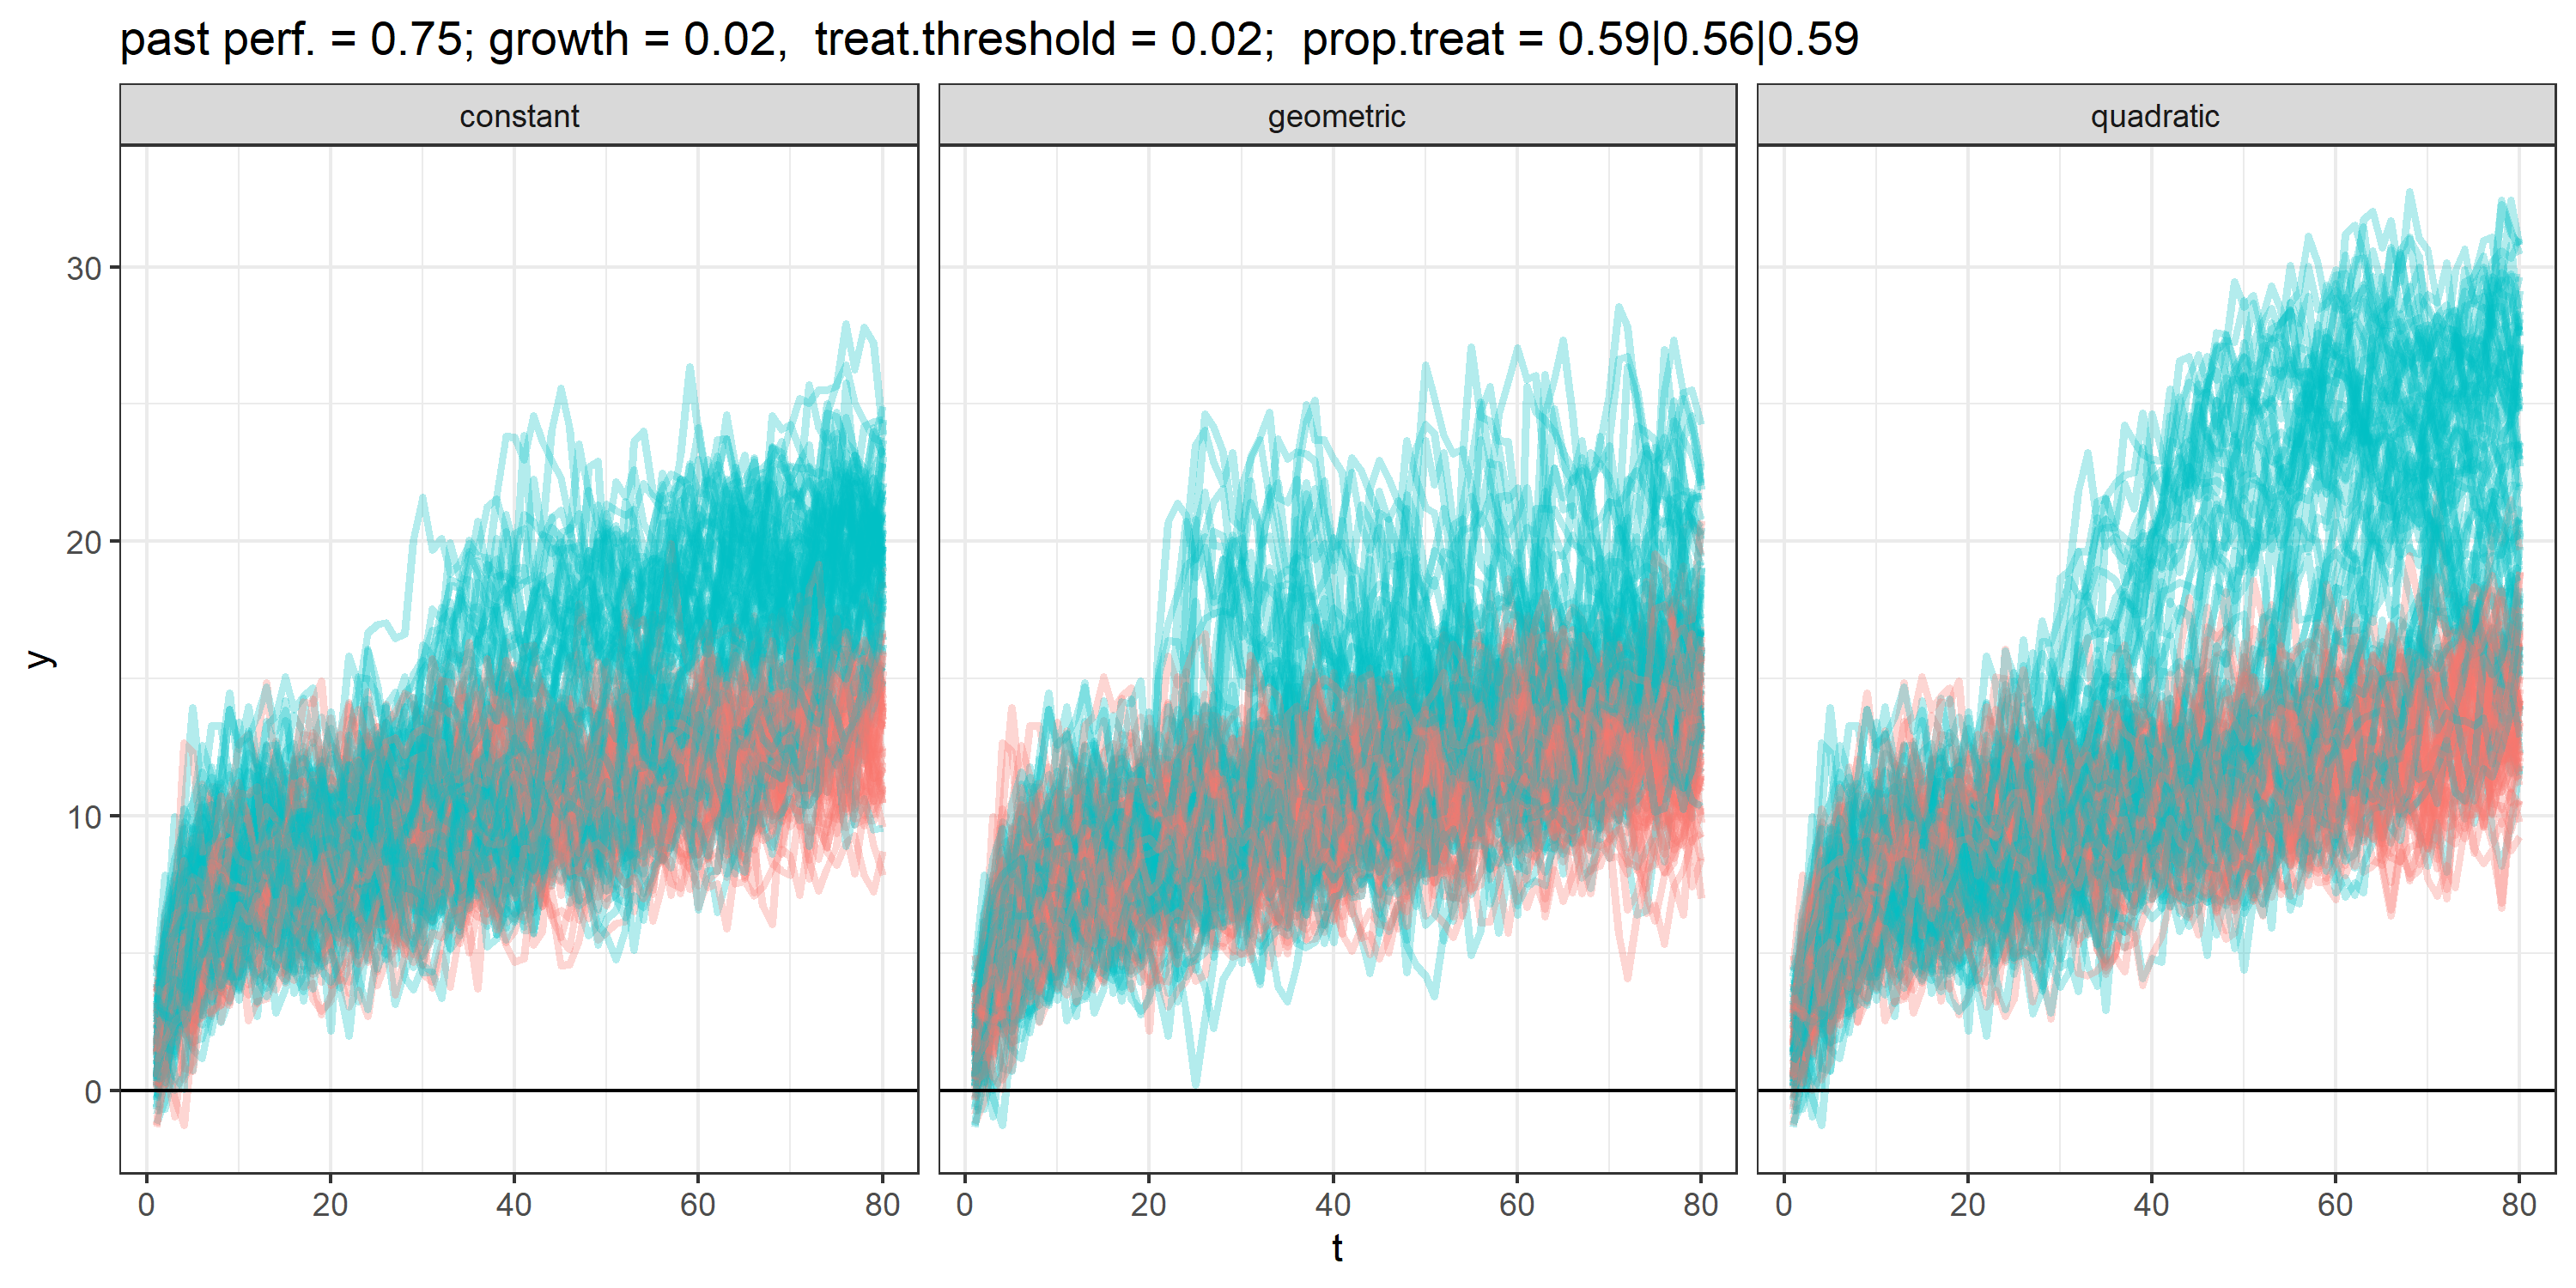 past perf. = 0.75; growth = 0.02,  treat.threshold = 0.02;  prop.treat = 0.59|0.56|0.59
constant geometric quadratic
30
20
10
0
y
0 20 40 60 80 0 20 40 60 80 0 20 40 60 80
t